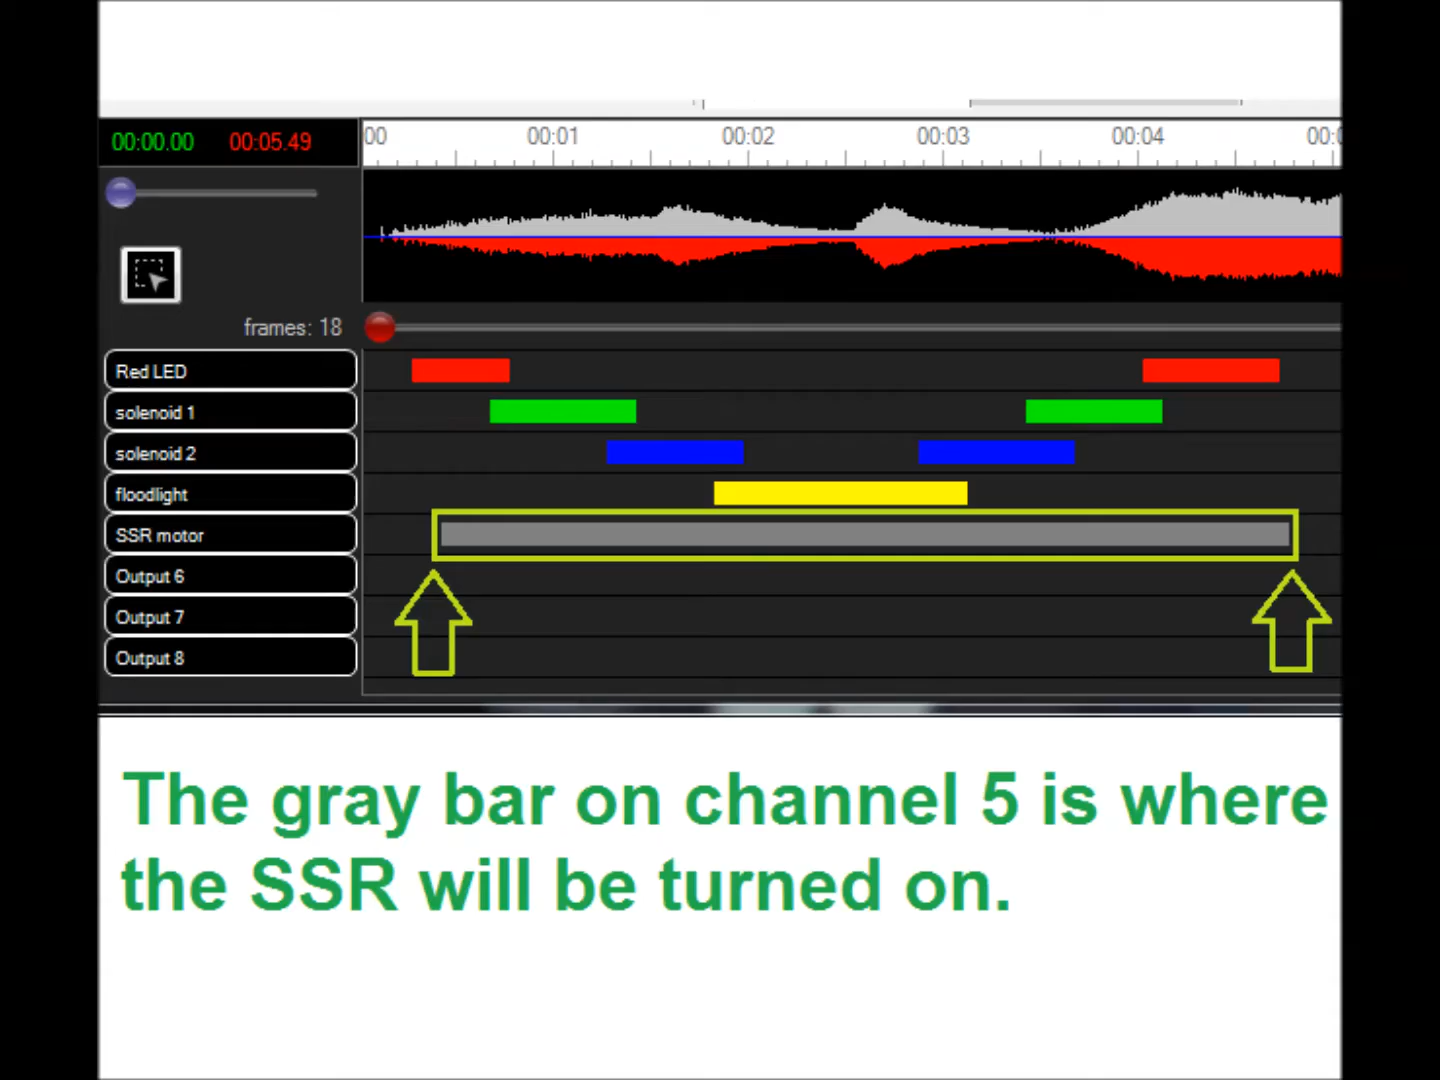 00:00.00 00:05.49 00 00:01 00:02 00:03 00:04
frames: 18
Red LED
solenoid 1
solenoid 2
floodlight
SSR motor
Output 6
Output 7
Output 8
The gray bar on channel 5 is where
the SSR will be turned on.